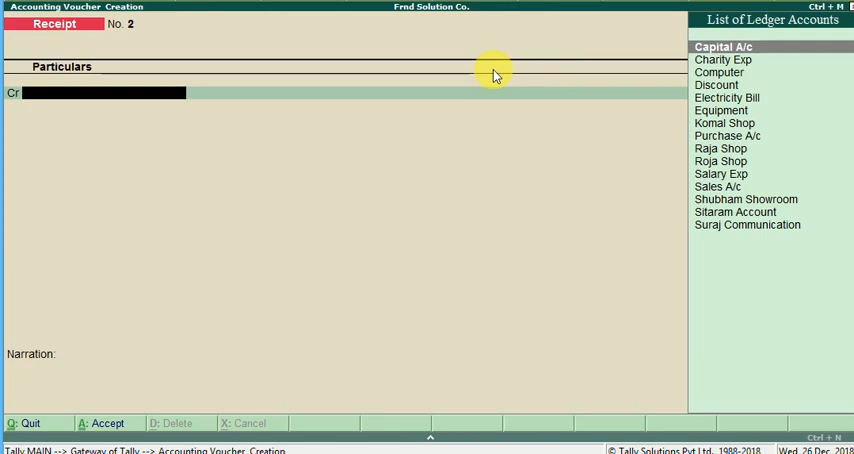 Accounting Voucher Creation Frnd Solution Co. Ctrl + M
Receipt No. 2
List of Ledger Accounts
Particulars
Cr
Capital A/c
Charity Exp
Computer
Discount
Electricity Bill
Equipment
Komal Shop
Purchase A/c
Raja Shop
Roja Shop
Salary Exp
Sales A/c
Shubham Showroom
Sitaram Account
Suraj Communication
Narration:
Q: Quit A: Accept D: Delete X: Cancel
Ctrl + N
Tally MAIN --> Gateway of Tally --> Accounting Voucher Creation © Tally Solutions Pvt Ltd., 1988-2018 Wed, 26 Dec, 2018